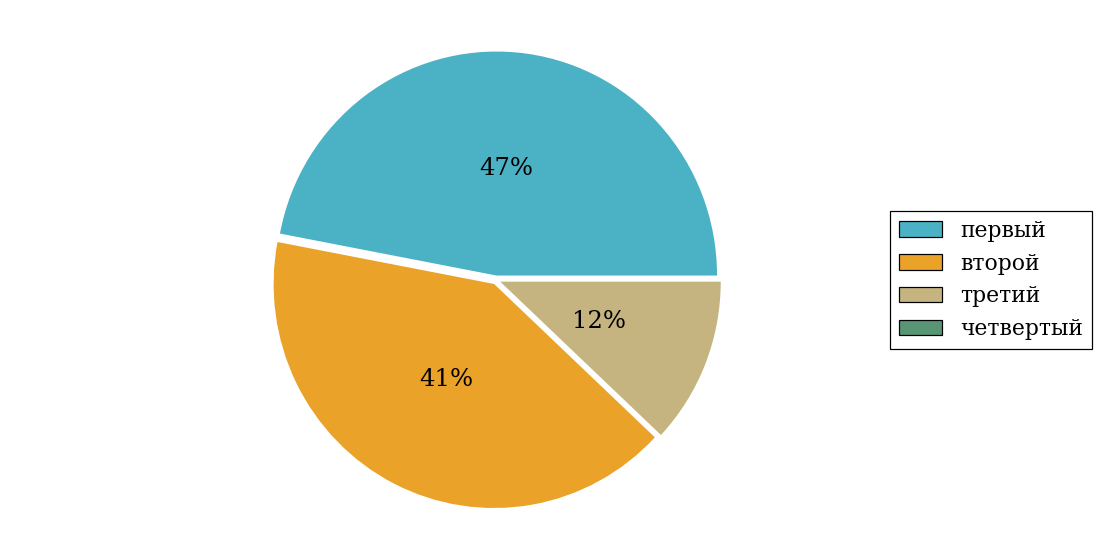 47%
12%
41%
первый
второй
третий
четвертый